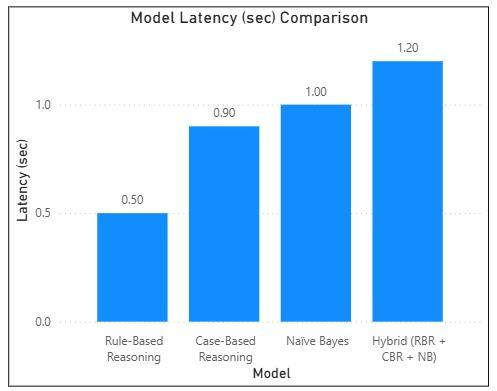 Model Latency (sec) Comparison
1.20
1.00
0.90
0.50
1.0
0.5
0.0
Latency (sec)
Rule-Based
Reasoning
Case-Based
Reasoning
Naïve Bayes
Hybrid (RBR +
CBR + NB)
Model